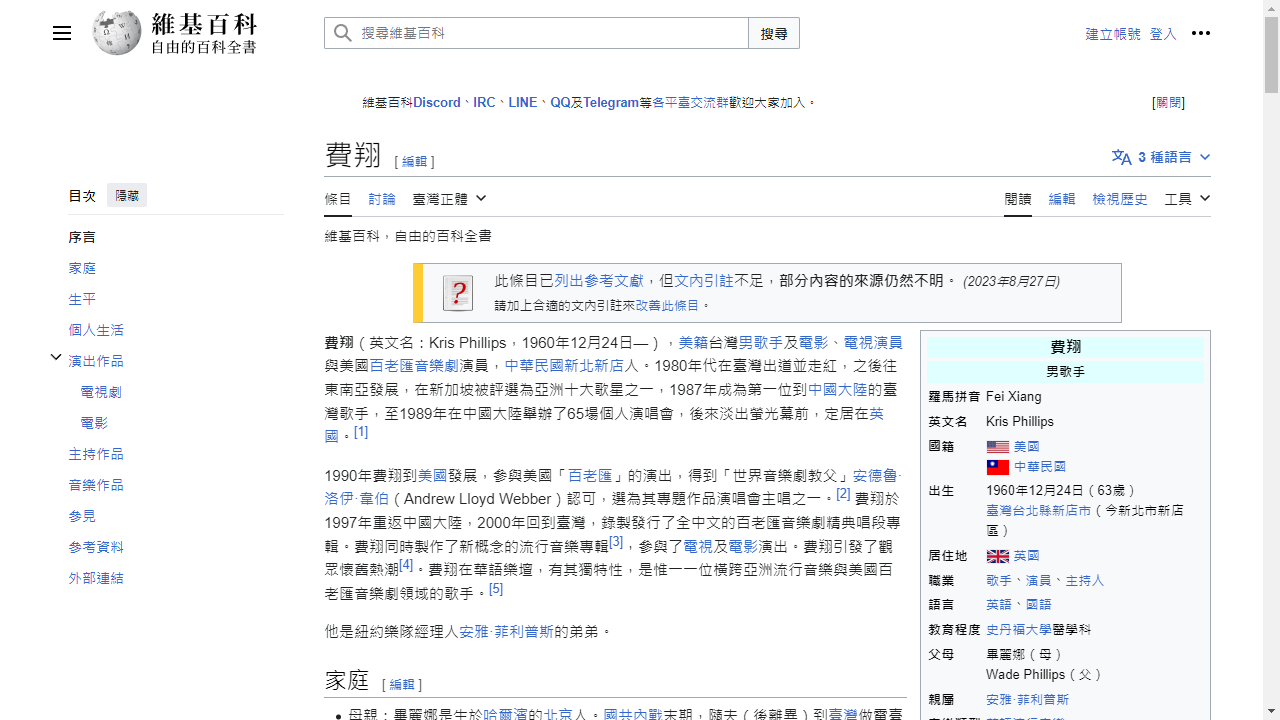 維基百科
自由的百科全書
搜尋維基百科
搜尋
建立帳號 登入
維基百科Discord、IRC、LINE、QQ及Telegram等各平臺交流群歡迎大家加入。
[關閉]
費翔 [編輯]
3 種語言
目次 隱藏
序言
家庭
生平
個人生活
演出作品
電視劇
電影
主持作品
音樂作品
參見
參考資料
外部連結
條目 討論 臺灣正體
閱讀 編輯 檢視歷史 工具
維基百科,自由的百科全書
此條目已列出參考文獻,但文內引註不足,部分內容的來源仍然不明。 (2023年8月27日)
請加上合適的文內引註來改善此條目。
費翔(英文名:Kris Phillips,1960年12月24日—),美籍台灣男歌手及電影、電視演員
與美國百老匯音樂劇演員,中華民國新北新店人。1980年代在臺灣出道並走紅,之後往
東南亞發展,在新加坡被評選為亞洲十大歌星之一,1987年成為第一位到中國大陸的臺
灣歌手,至1989年在中國大陸舉辦了65場個人演唱會,後來淡出螢光幕前,定居在英
國。[1]
1990年費翔到美國發展,參與美國「百老匯」的演出,得到「世界音樂劇教父」安德魯·
洛伊·韋伯(Andrew Lloyd Webber)認可,選為其專題作品演唱會主唱之一。[2] 費翔於
1997年重返中國大陸,2000年回到臺灣,錄製發行了全中文的百老匯音樂劇精典唱段專
輯。費翔同時製作了新概念的流行音樂專輯[3],參與了電視及電影演出。費翔引發了觀
眾懷舊熱潮[4]。費翔在華語樂壇,有其獨特性,是惟一一位橫跨亞洲流行音樂與美國百
老匯音樂劇領域的歌手。[5]
他是紐約樂隊經理人安雅·菲利普斯的弟弟。
家庭 [編輯]
母親:畢麗娜是生於哈爾濱的北京人。國共內戰末期,隨夫(後離異)到臺灣做電臺
費翔
男歌手
羅馬拼音 Fei Xiang
英文名 Kris Phillips
國籍 美國
中華民國
出生 1960年12月24日(63歲)
臺灣台北縣新店市(今新北市新店
區)
居住地 英國
職業 歌手、演員、主持人
語言 英語、國語
教育程度 史丹福大學醫學科
父母 畢麗娜(母)
Wade Phillips(父)
親屬 安雅·菲利普斯